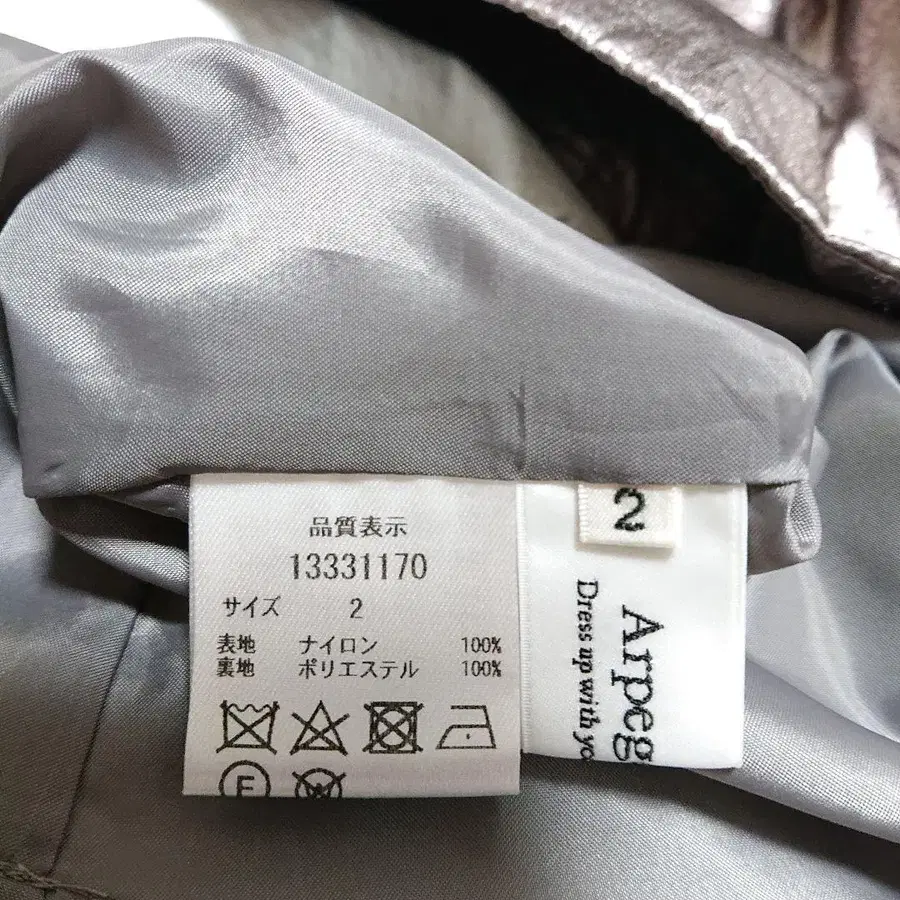 品質表示
13331170
サイズ 2
表地 ナイロン 100%
裏地 ポリエステル 100%
2
Arpeg
Dress up with yo